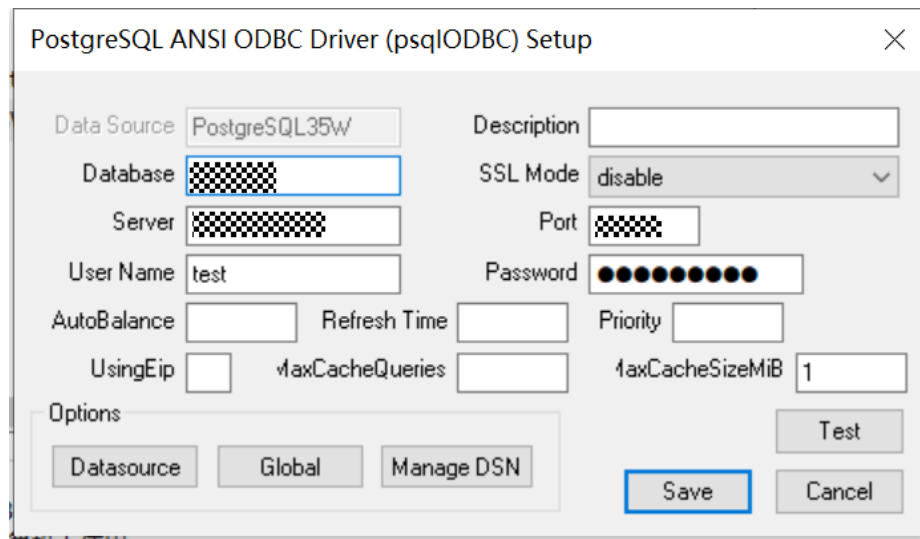 PostgreSQL ANSI ODBC Driver (psqlODBC) Setup
Data Source PostgreSQL35W Description
Database SSL Mode disable
Server Port
User Name test Password ●●●●●●●●●
AutoBalance Refresh Time Priority
UsingEip MaxCacheQueries MaxCacheSizeMiB 1
Options
Test
Datasource Global Manage DSN
Save Cancel